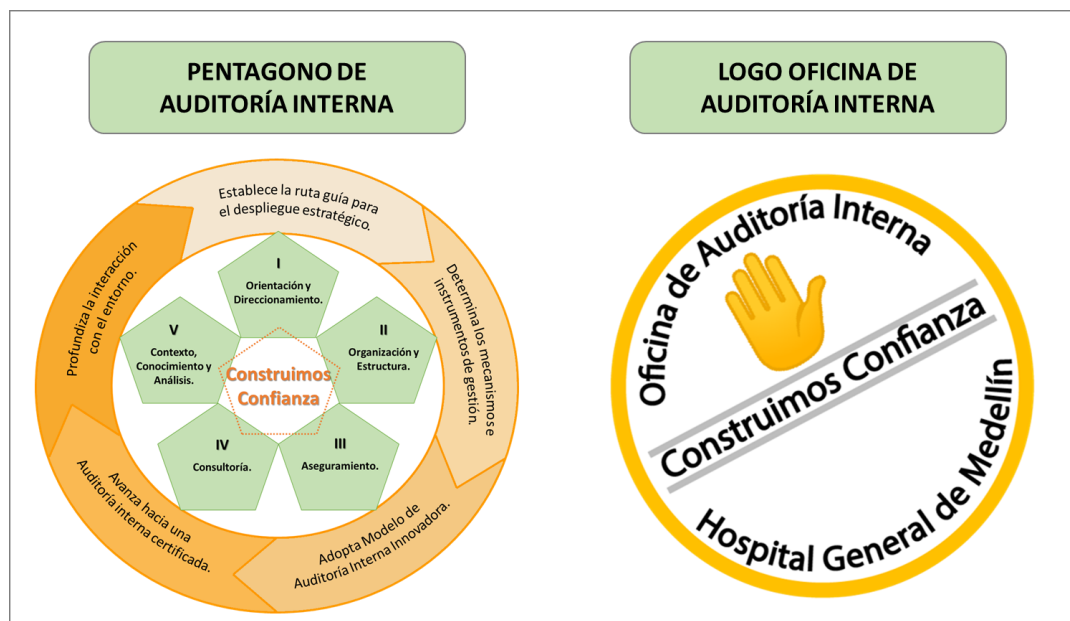 PENTAGONO DE
AUDITORÍA INTERNA
Establece la ruta guía para
el despliegue estratégico.
Determina los mecanismos e
instrumentos de gestión.
Adopta Modelo de
Auditoría Interna Innovadora.
Avanza hacia una
Auditoría interna certificada.
Profundiza la interacción
con el entorno.
I
Orientación y
Direccionamiento.
II
Organización y
Estructura.
III
Aseguramiento.
IV
Consultoría.
V
Contexto,
Conocimiento y
Análisis.
Construimos
Confianza
LOGO OFICINA DE
AUDITORÍA INTERNA
Oficina de Auditoría Interna
Construimos Confianza
Hospital General de Medellín